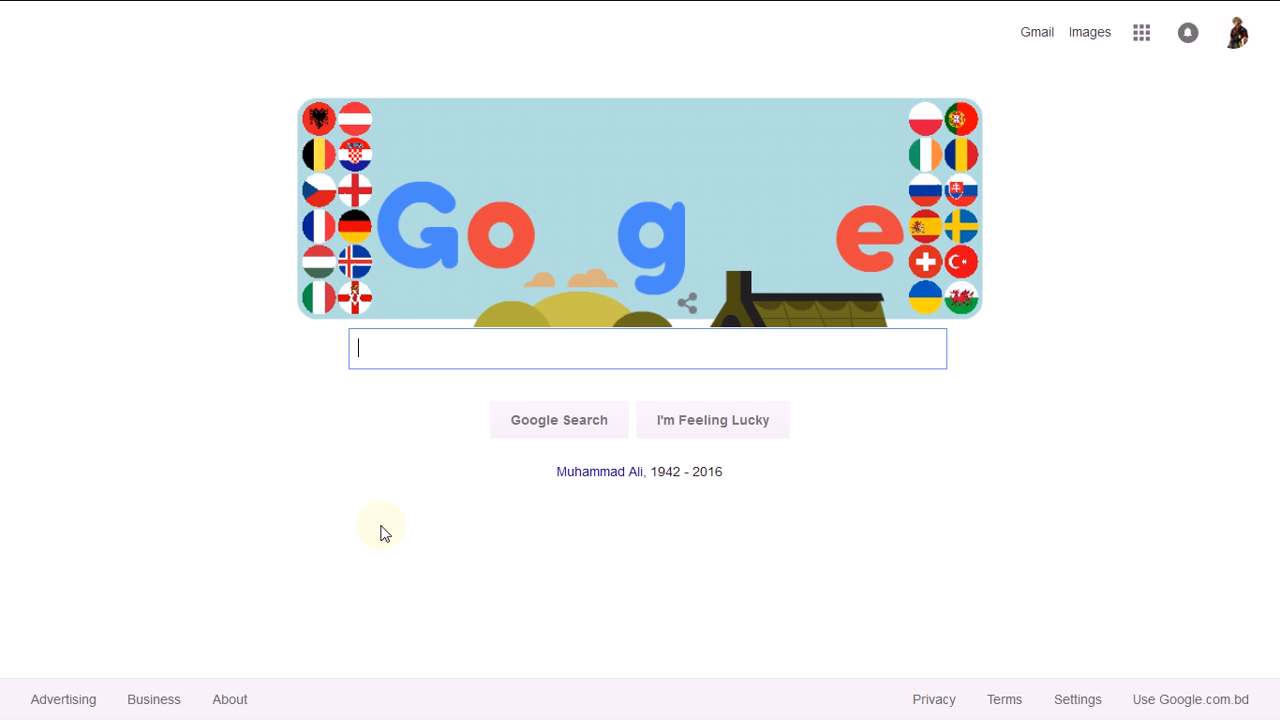 Gmail Images
Go g e
Google Search I'm Feeling Lucky
Muhammad Ali, 1942 - 2016
Advertising Business About Privacy Terms Settings Use Google.com.bd